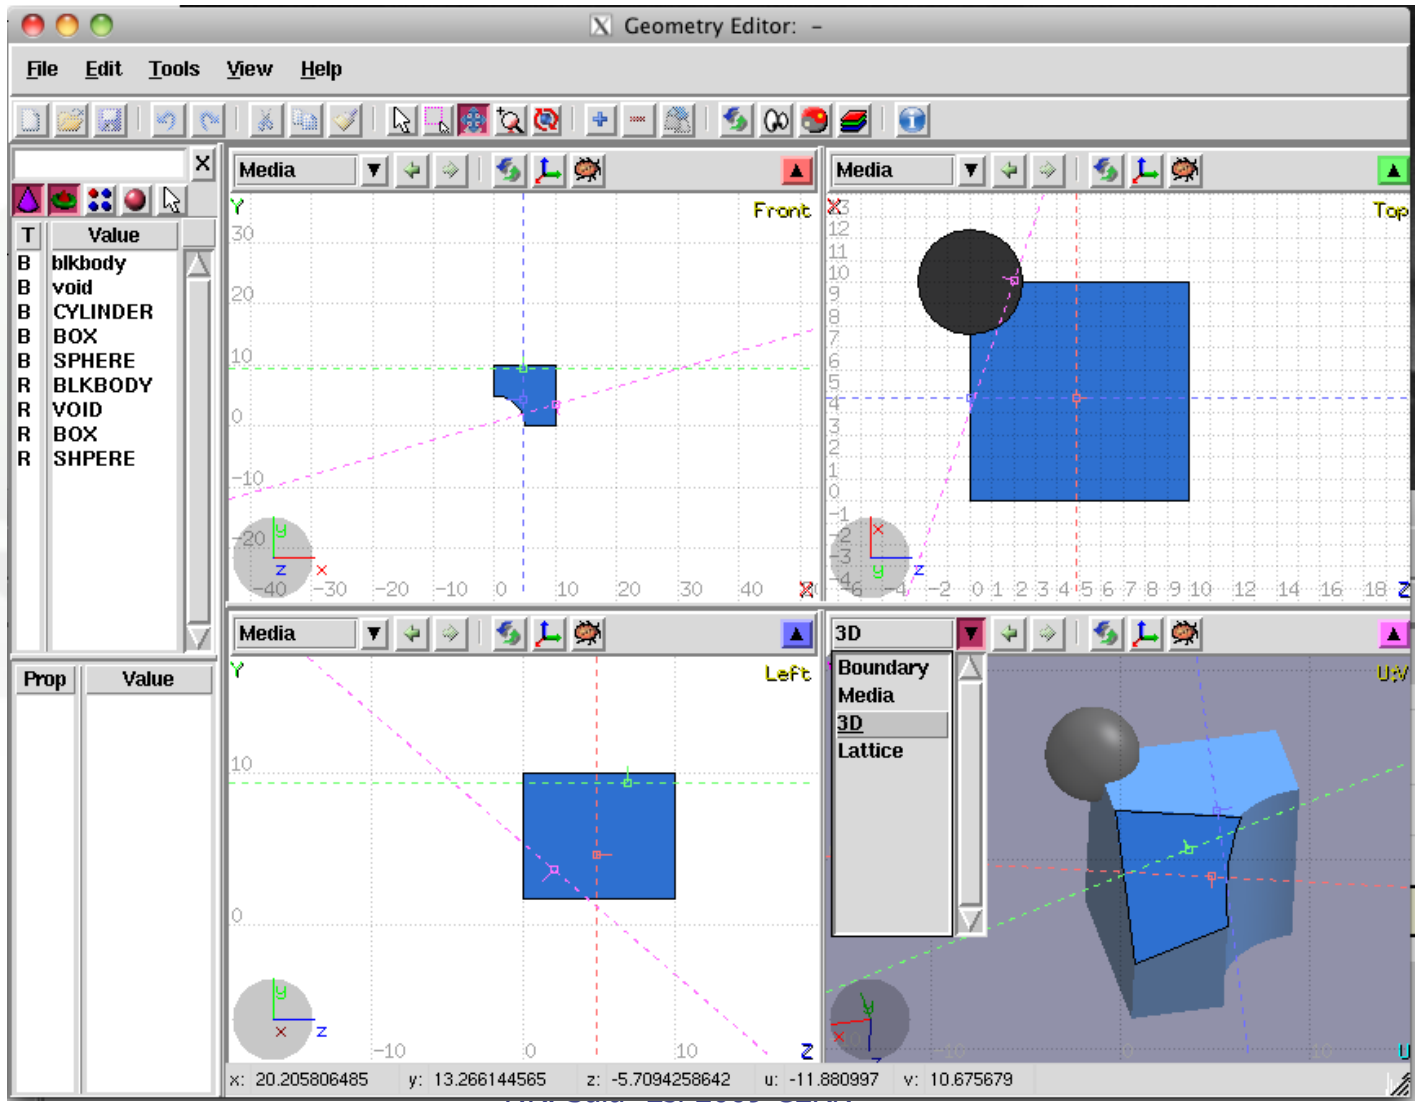 Geometry Editor: –
File Edit Tools View Help
T Value
B blkbody
B void
B CYLINDER
B BOX
B SPHERE
R BLKBODY
R VOID
R BOX
R SHPERE
Prop Value
Media
Y Front
30
20
10
0
-10
-20
-40 -30 -20 -10 0 10 20 30 40 X
y
z x
Media
X Top
13
12
11
10
9
8
7
6
5
4
3
2
1
0
-1
-2
-3
-4
-6 -4 -2 0 1 2 3 4 5 6 7 8 9 10 12 14 16 18 Z
x
y z
Media
Y Left
10
0
-10 0 10 Z
y
x z
3D
Boundary
Media
3D
Lattice
U:V
y
x
z
-10 0 10 U
x: 20.205806485 y: 13.266144565 z: -5.7094258642 u: -11.880997 v: 10.675679